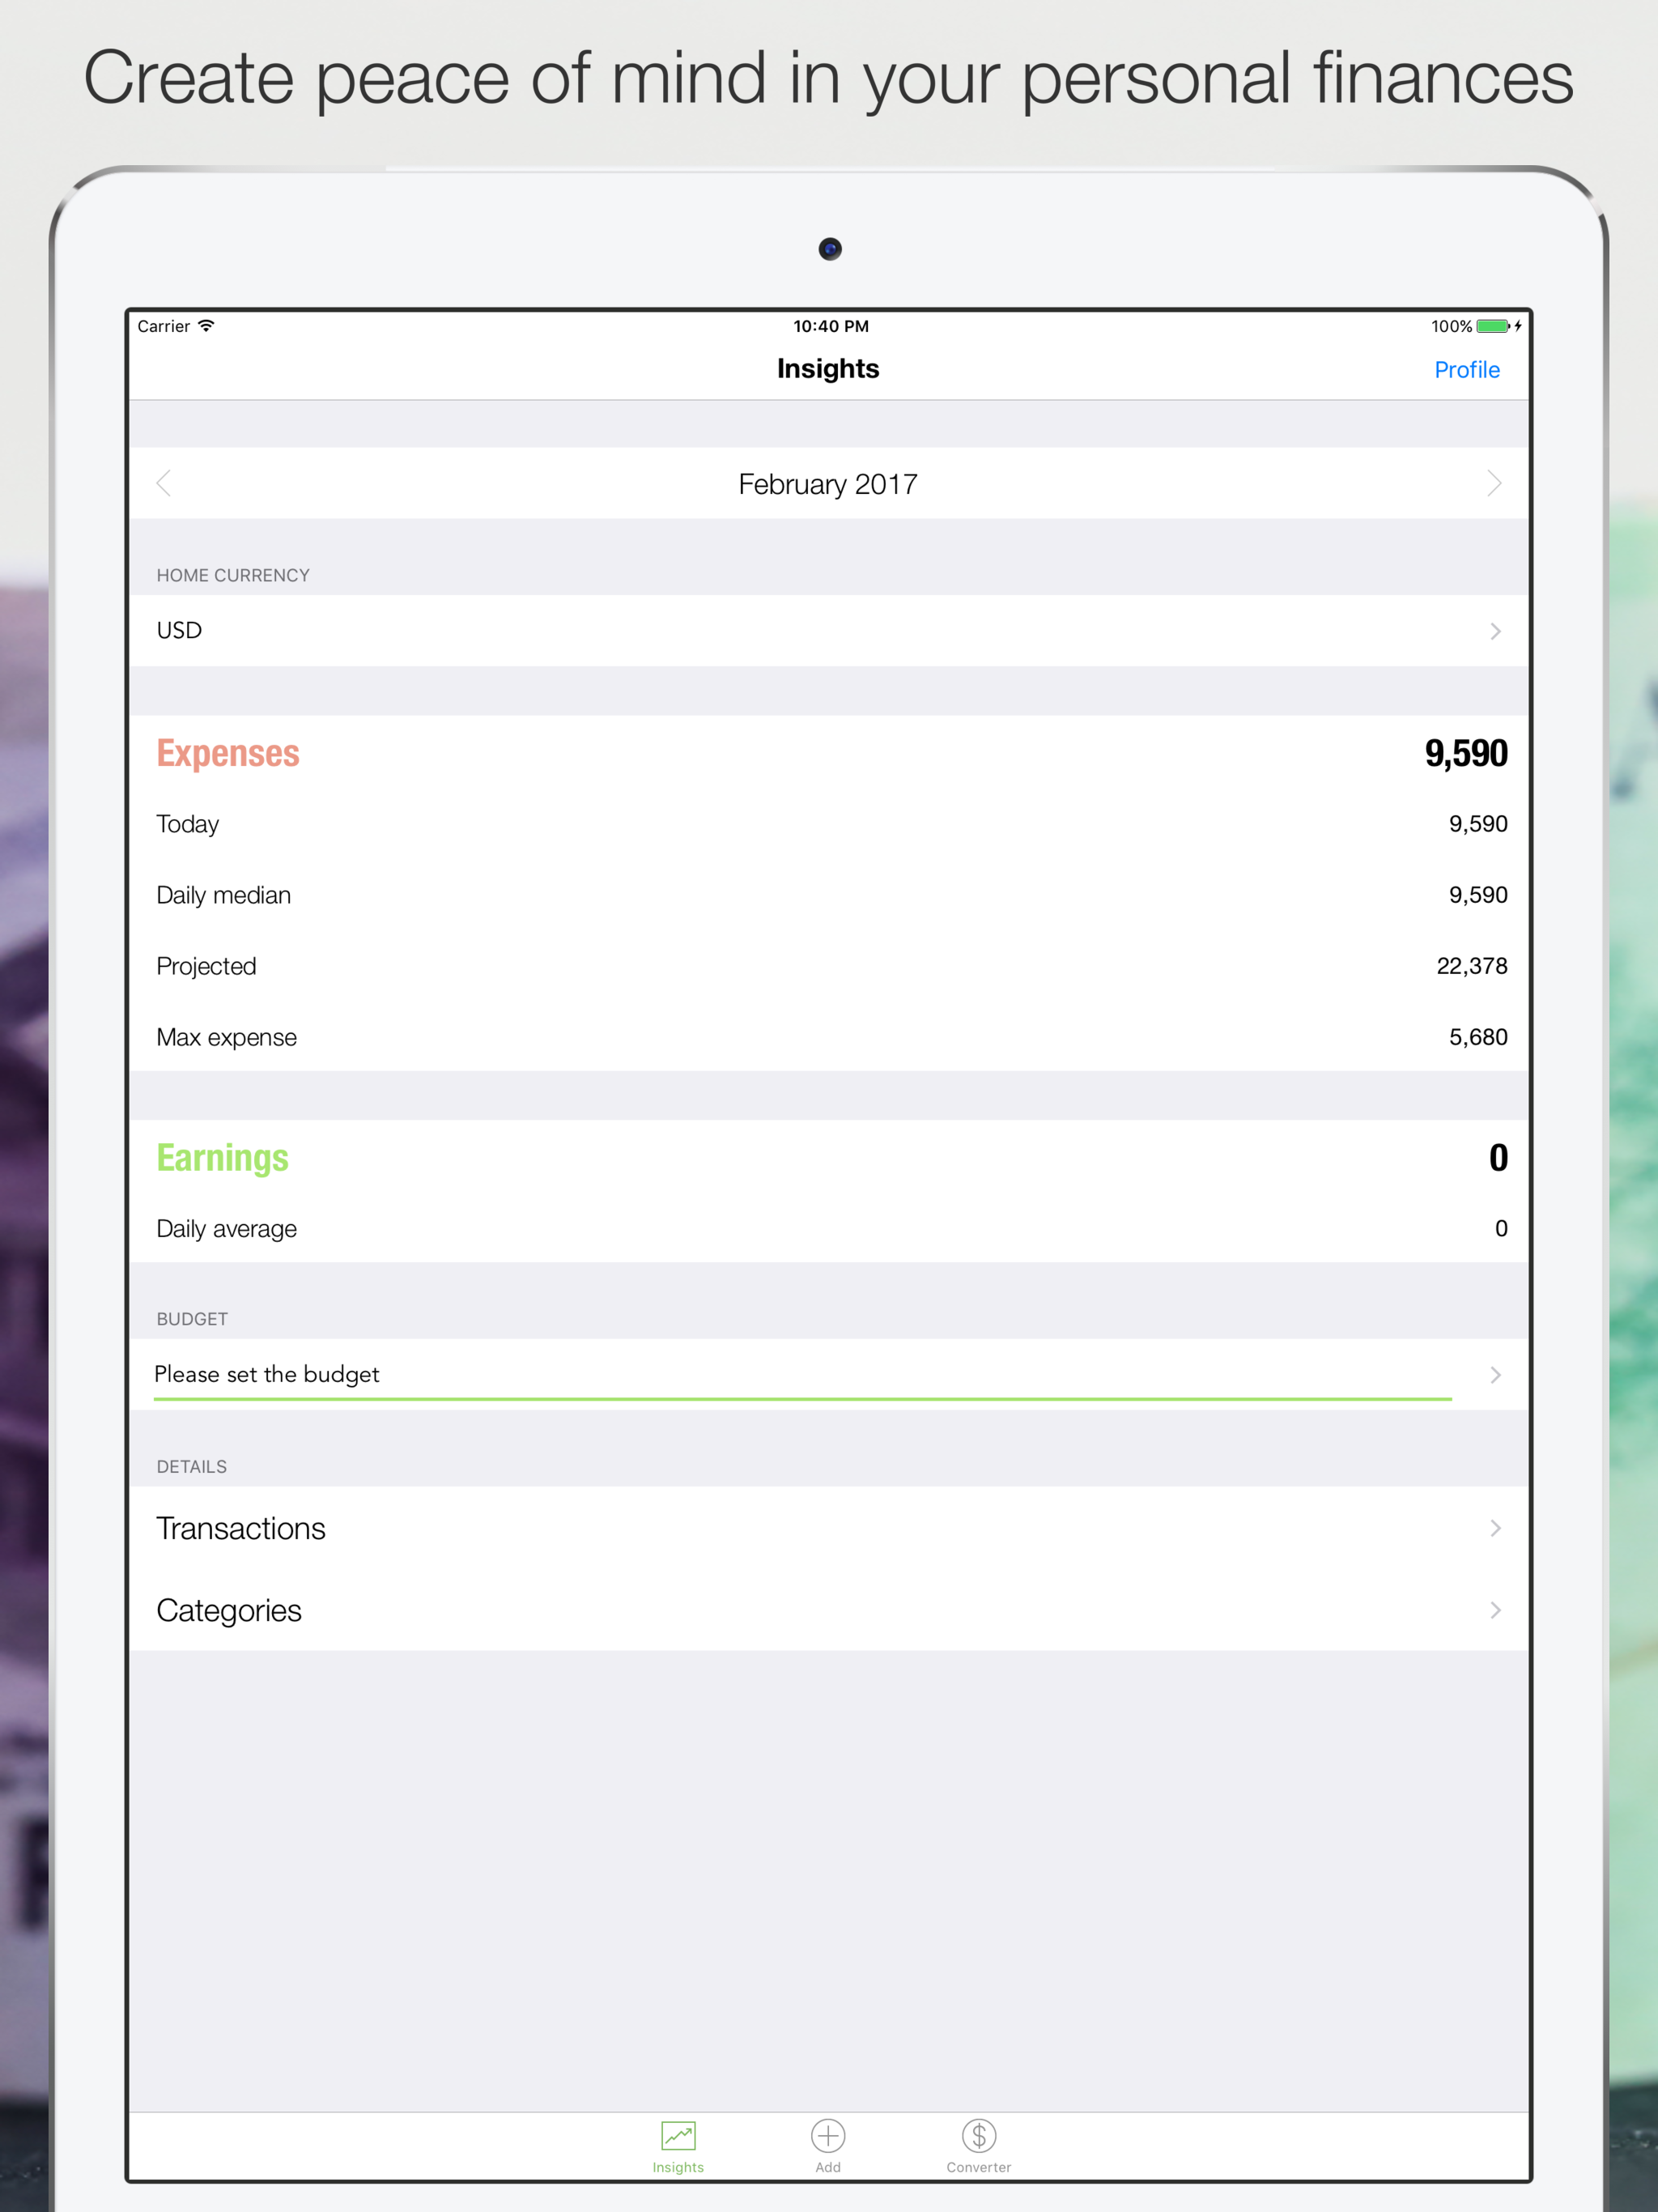 Create peace of mind in your personal finances
Carrier 10:40 PM 100%
Insights Profile
February 2017
HOME CURRENCY
USD
Expenses 9,590
Today 9,590
Daily median 9,590
Projected 22,378
Max expense 5,680
Earnings 0
Daily average 0
BUDGET
Please set the budget
DETAILS
Transactions
Categories
Insights Add Converter